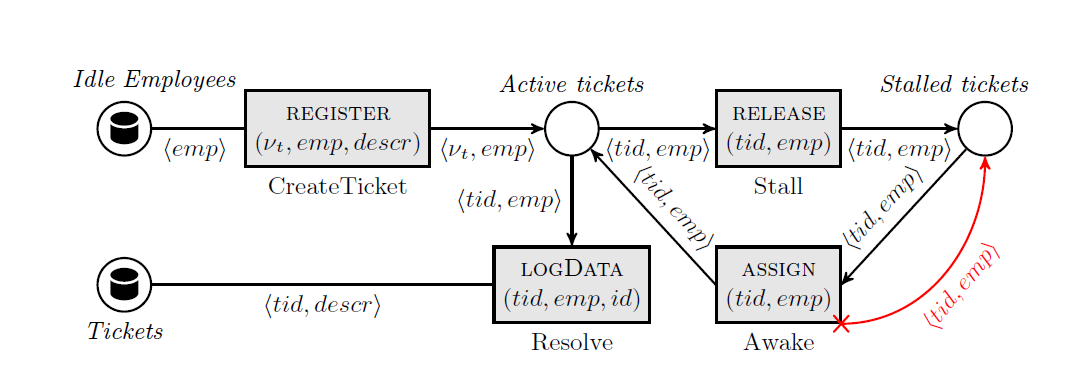 Idle Employees
Active tickets
Stalled tickets
REGISTER
(ν_t, emp, descr)
RELEASE
(tid, emp)
⟨emp⟩
⟨ν_t, emp⟩
⟨tid, emp⟩
⟨tid, emp⟩
CreateTicket
Stall
⟨tid, emp⟩
⟨tid, emp⟩
⟨tid, emp⟩
LOGDATA
(tid, emp, id)
ASSIGN
(tid, emp)
⟨tid, emp⟩
⟨tid, descr⟩
Tickets
Resolve
Awake